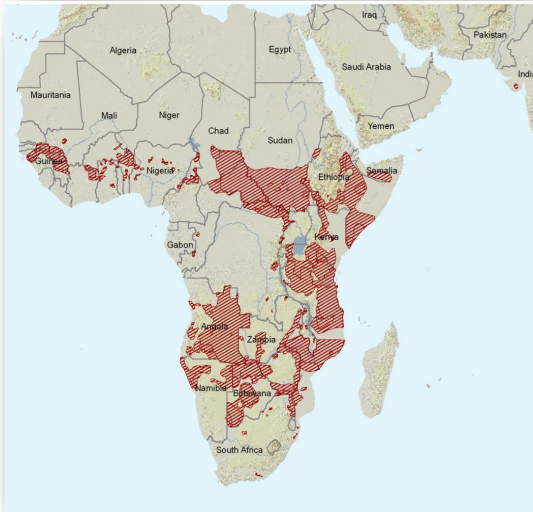 Iraq
Pakistan
Algeria
Egypt
Saudi Arabia
India
Mauritania
Mali
Niger
Chad
Sudan
Yemen
Guinea
Nigeria
Ethiopia
Somalia
Gabon
Kenya
Angola
Zambia
Namibia
Botswana
South Africa